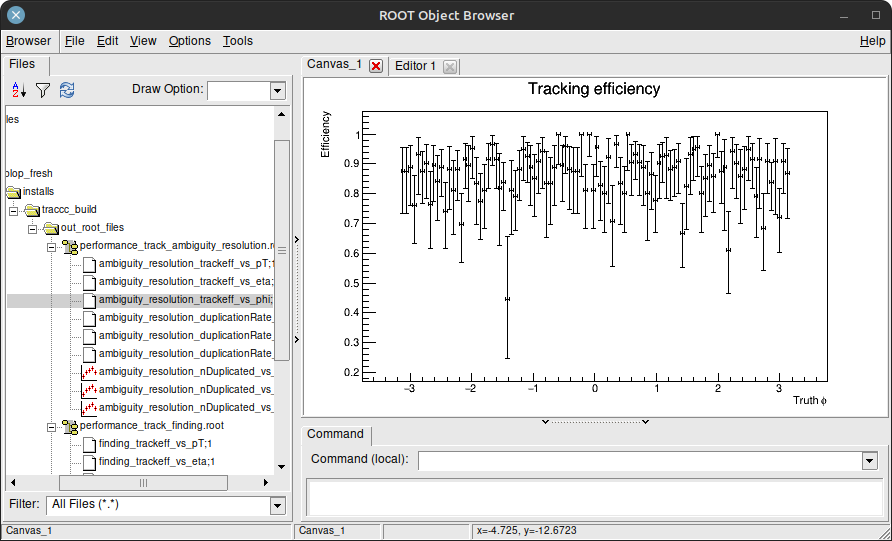 ROOT Object Browser
Browser File Edit View Options Tools Help
Files
Draw Option:
les
plop_fresh
installs
traccc_build
out_root_files
performance_track_ambiguity_resolution.r
ambiguity_resolution_trackeff_vs_pT;1
ambiguity_resolution_trackeff_vs_eta;
ambiguity_resolution_trackeff_vs_phi;
ambiguity_resolution_duplicationRate_
ambiguity_resolution_duplicationRate_
ambiguity_resolution_duplicationRate_
ambiguity_resolution_nDuplicated_vs_
ambiguity_resolution_nDuplicated_vs_
ambiguity_resolution_nDuplicated_vs_
performance_track_finding.root
finding_trackeff_vs_pT;1
finding_trackeff_vs_eta;1
Filter: All Files (*.*)
Canvas_1
Canvas_1 Editor 1
Tracking efficiency
Efficiency
1
0.9
0.8
0.7
0.6
0.5
0.4
0.3
0.2
−3 −2 −1 0 1 2 3
Truth ϕ
Command
Command (local):
Canvas_1 x=-4.725, y=-12.6723